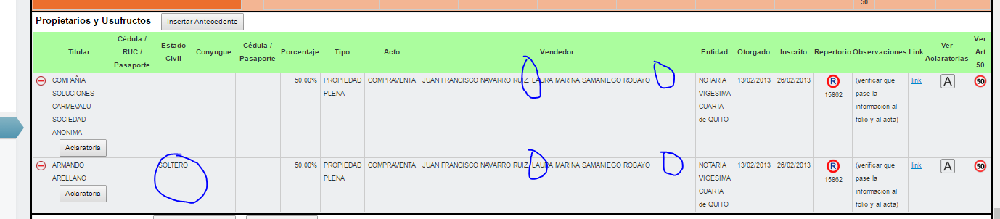 50
Propietarios y Usufructos Insertar Antecedente
Titular Cédula / RUC / Pasaporte Estado Civil Conyugue Cédula / Pasaporte Porcentaje Tipo Acto Vendedor Entidad Otorgado Inscrito Repertorio Observaciones Link Ver Aclaratorias Ver Art 50
COMPAÑIA SOLUCIONES CARMEVALU SOCIEDAD ANONIMA Aclaratoria 50,00% PROPIEDAD PLENA COMPRAVENTA JUAN FRANCISCO NAVARRO RUIZ, LAURA MARINA SAMANIEGO ROBAYO NOTARIA VIGESIMA CUARTA de QUITO 13/02/2013 26/02/2013 R 15862 (verificar que pase la informacion al folio y al acta) link A 50
ARMANDO ARELLANO Aclaratoria SOLTERO 50,00% PROPIEDAD PLENA COMPRAVENTA JUAN FRANCISCO NAVARRO RUIZ, LAURA MARINA SAMANIEGO ROBAYO NOTARIA VIGESIMA CUARTA de QUITO 13/02/2013 26/02/2013 R 15862 (verificar que pase la informacion al folio y al acta) link A 50